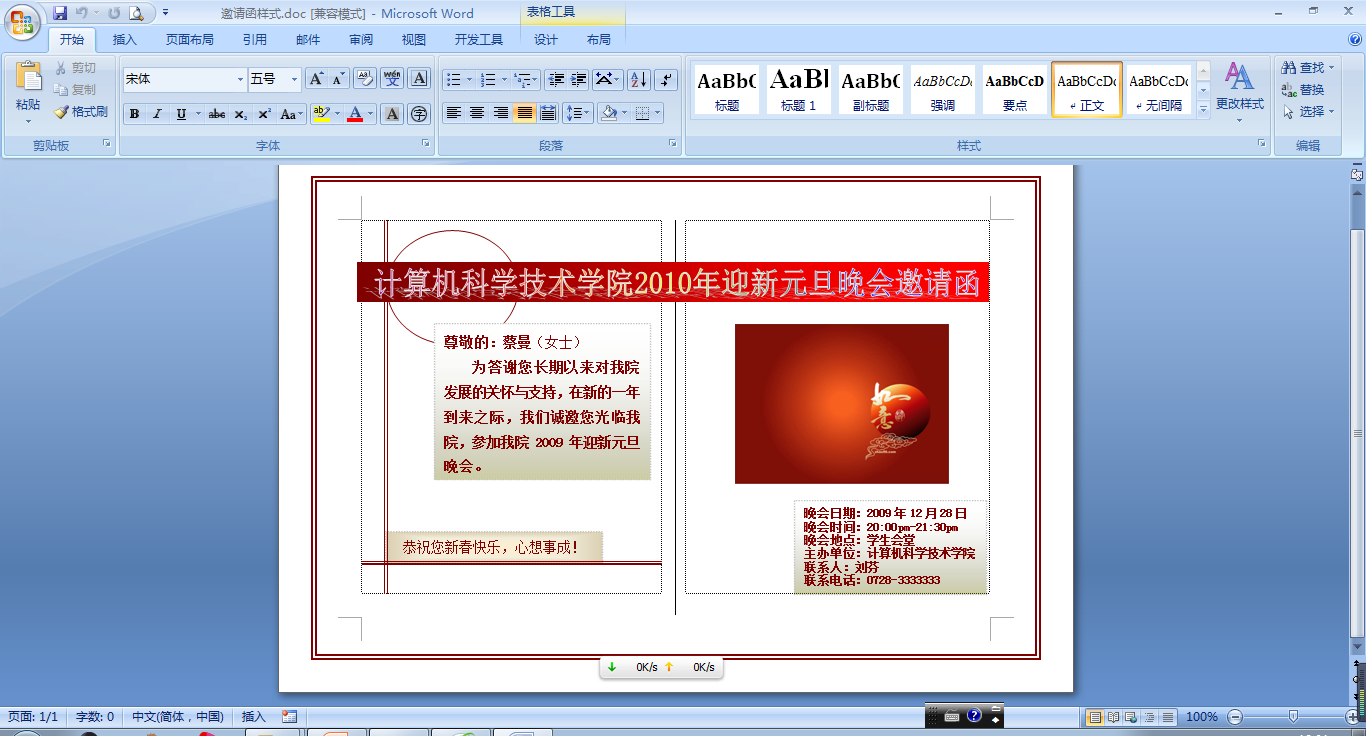 邀请函样式.doc [兼容模式] - Microsoft Word
表格工具
开始 插入 页面布局 引用 邮件 审阅 视图 开发工具 设计 布局
粘贴
剪切
复制
格式刷
剪贴板
宋体 五号
B I U abc x₂ x² Aa
字体
段落
AaBbC AaBl AaBbC AaBbCcD AaBbCcD AaBbCcDc AaBbCcDc
标题 标题 1 副标题 强调 要点 正文 无间隔
更改样式
样式
查找
替换
选择
编辑
计算机科学技术学院2010年迎新元旦晚会邀请函
尊敬的：蔡曼（女士）
为答谢您长期以来对我院
发展的关怀与支持，在新的一年
到来之际，我们诚邀您光临我
院，参加我院 2009 年迎新元旦
晚会。
恭祝您新春快乐，心想事成！
如意
晚会日期：2009 年 12 月 28 日
晚会时间：20:00pm-21:30pm
晚会地点：学生会堂
主办单位：计算机科学技术学院
联系人：刘芬
联系电话：0728-3333333
0K/s 0K/s
页面: 1/1 字数: 0 中文(简体，中国) 插入
100%